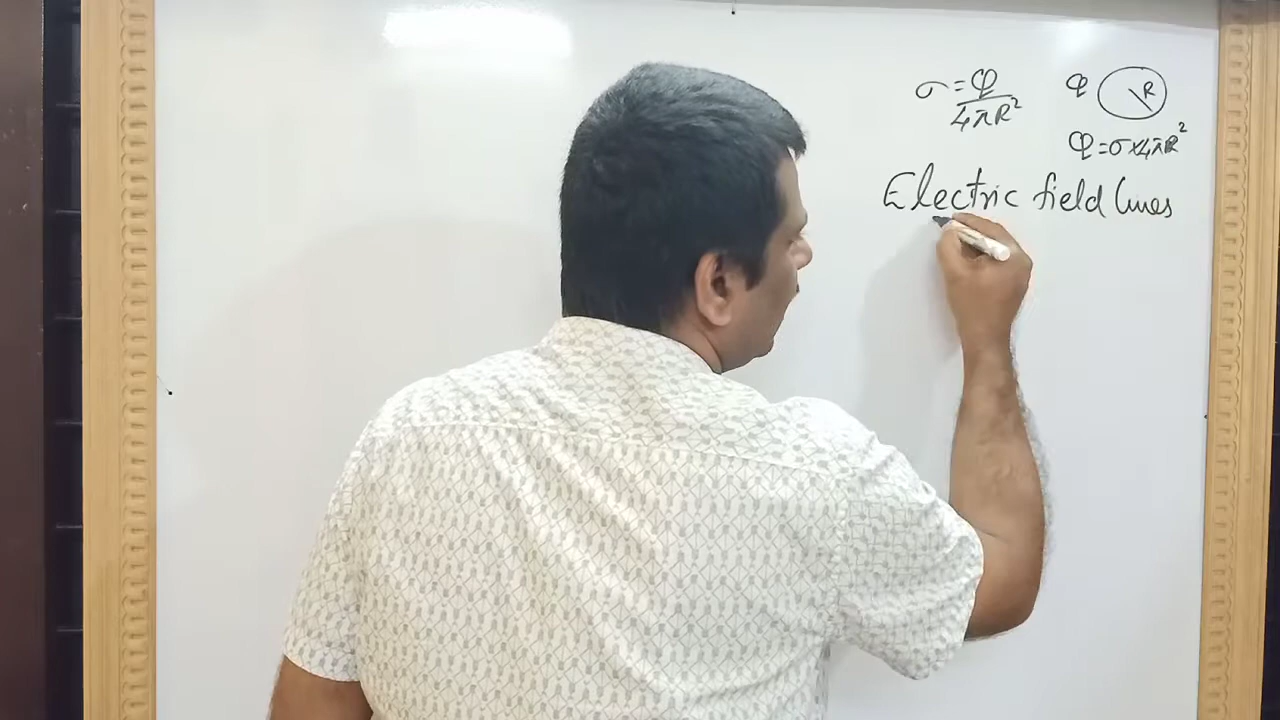 σ = φ / 4πR²
φ R
φ = σ × 4πR²
Electric field lines